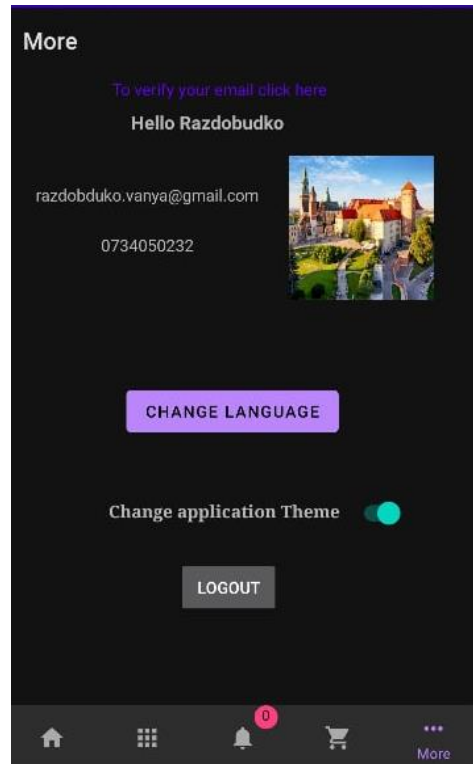 More
To verify your email click here
Hello Razdobudko
razdobduko.vanya@gmail.com
0734050232
CHANGE LANGUAGE
Change application Theme
LOGOUT
0
More